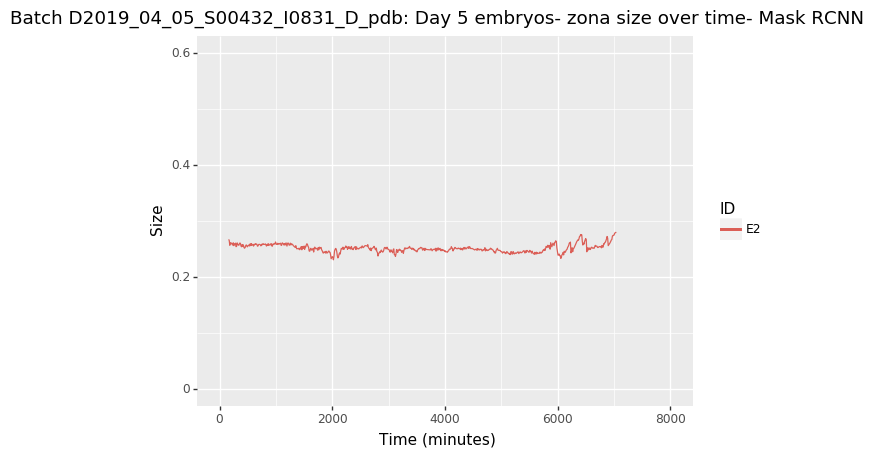 Batch D2019_04_05_S00432_I0831_D_pdb: Day 5 embryos- zona size over time- Mask RCNN
0.6
0.4
0.2
0
Size
0 2000 4000 6000 8000
Time (minutes)
ID
E2